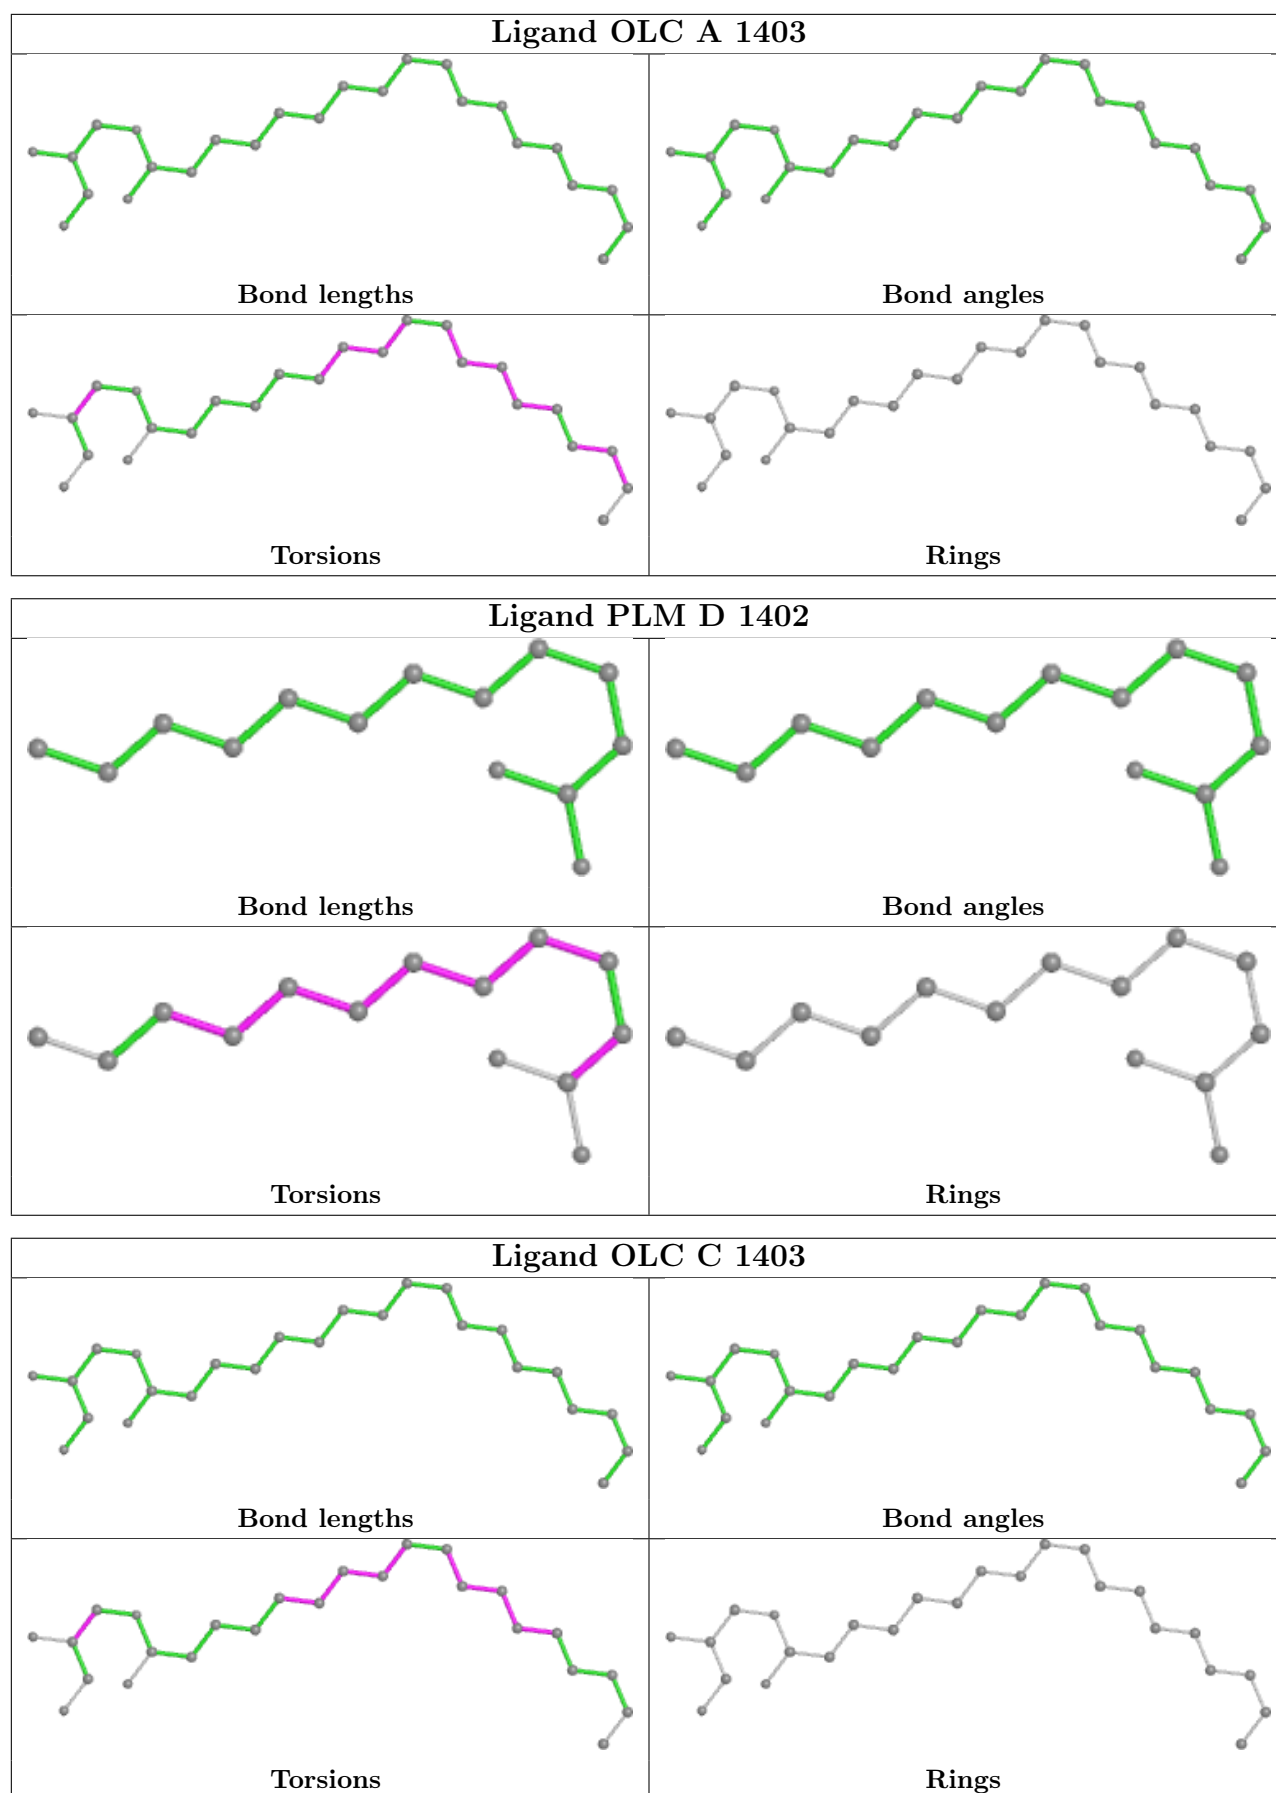 Ligand OLC A 1403
Bond lengths
Bond angles
Torsions
Rings
Ligand PLM D 1402
Bond lengths
Bond angles
Torsions
Rings
Ligand OLC C 1403
Bond lengths
Bond angles
Torsions
Rings